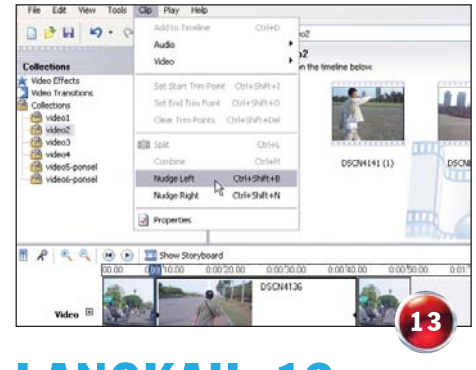 File Edit View Tools Clip Play Help
Add to Timeline Ctrl+D
Audio
Video
Set Start Trim Point Ctrl+Shift+I
Set End Trim Point Ctrl+Shift+O
Clear Trim Points Ctrl+Shift+Del
Split Ctrl+L
Combine Ctrl+M
Nudge Left Ctrl+Shift+B
Nudge Right Ctrl+Shift+N
Properties
o2
o2
n the timeline below.
Collections
Video Effects
Video Transitions
Collections
video1
video2
video3
video4
video5-ponsel
video6-ponsel
DSCN4141 (1)
DSCN
Show Storyboard
00:00 10.00 0:00:20.00 0:00:30.00 0:00:40.00 0:00:50.00 0:01
DSCN4136
Video
13